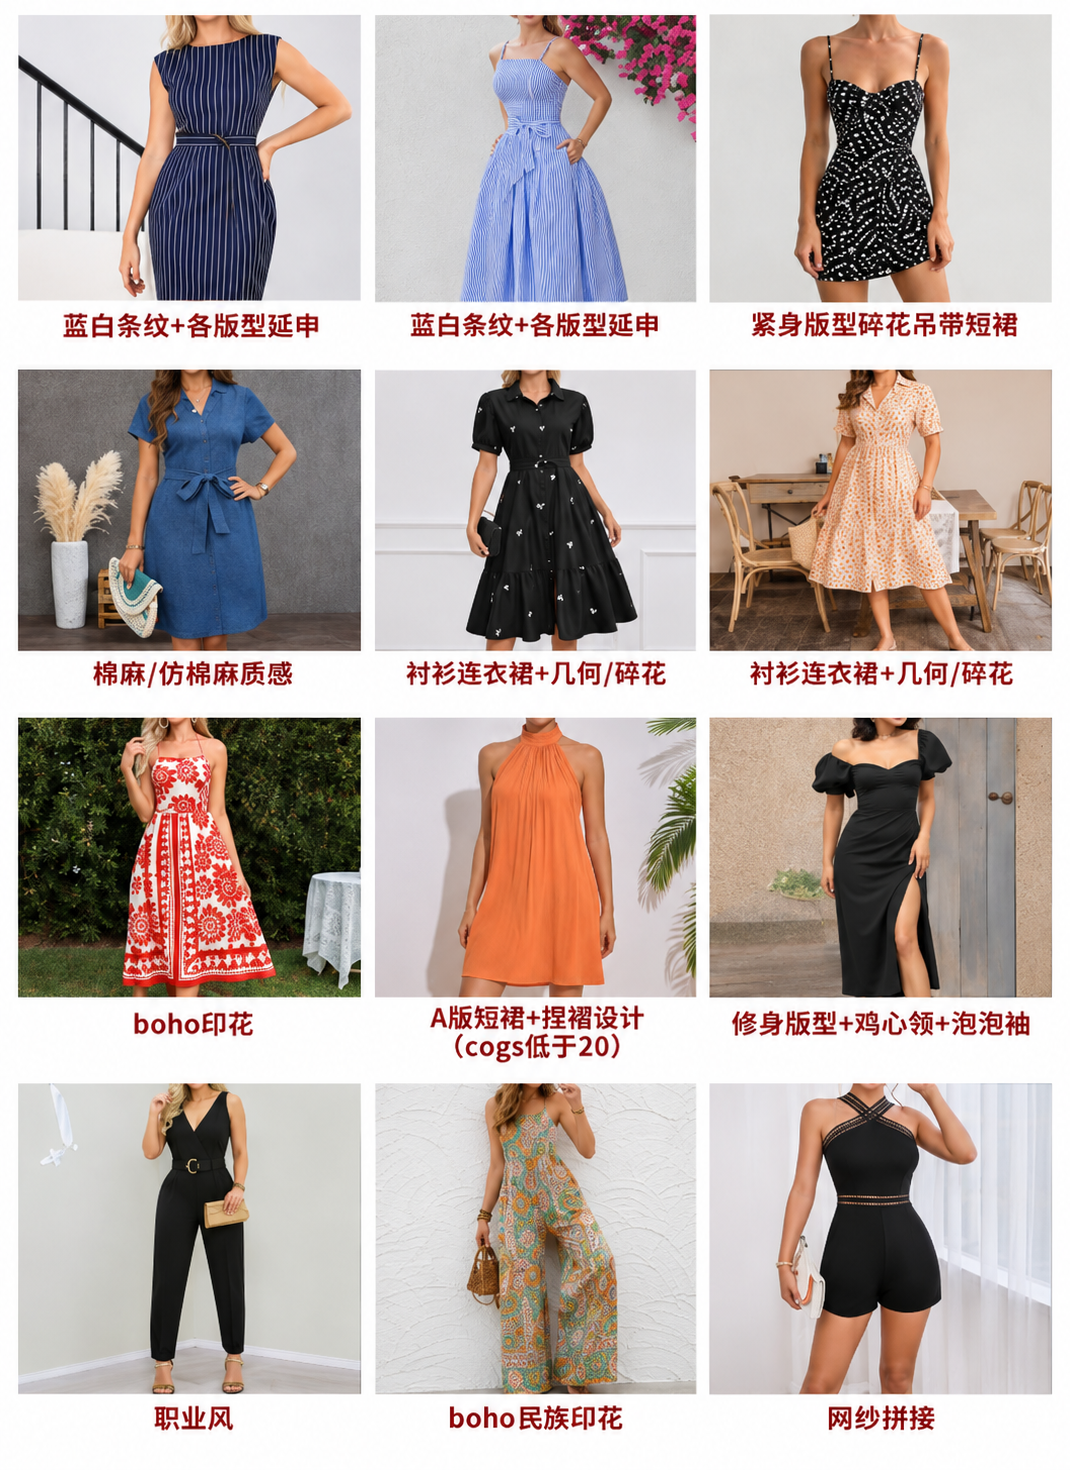 蓝白条纹+各版型延申
蓝白条纹+各版型延申
紧身版型碎花吊带短裙
棉麻/仿棉麻质感
衬衫连衣裙+几何/碎花
衬衫连衣裙+几何/碎花
boho印花
A版短裙+捏褶设计
（cogs低于20）
修身版型+鸡心领+泡泡袖
职业风
boho民族印花
网纱拼接